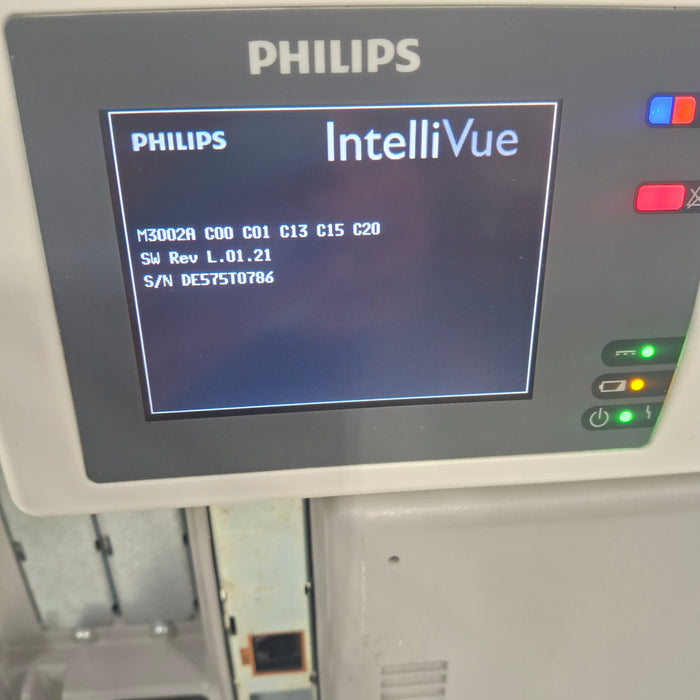 PHILIPS
PHILIPS IntelliVue
M3002A C00 C01 C13 C15 C20
SW Rev L.01.21
S/N DE575T0786